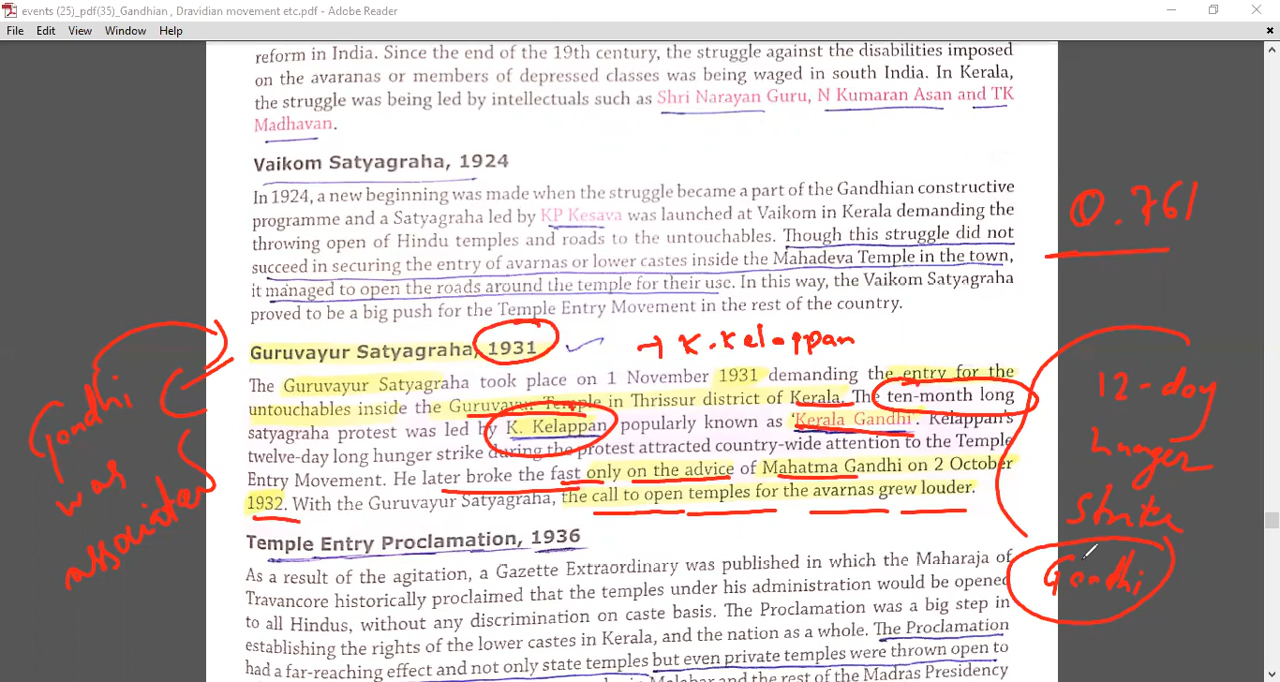 events (25)_pdf(35)_Gandhian , Dravidian movement etc.pdf - Adobe Reader
File Edit View Window Help
reform in India. Since the end of the 19th century, the struggle against the disabilities imposed
on the avaranas or members of depressed classes was being waged in south India. In Kerala,
the struggle was being led by intellectuals such as Shri Narayan Guru, N Kumaran Asan and TK
Madhavan.
Vaikom Satyagraha, 1924
In 1924, a new beginning was made when the struggle became a part of the Gandhian constructive
programme and a Satyagraha led by KP Kesava was launched at Vaikom in Kerala demanding the
throwing open of Hindu temples and roads to the untouchables. Though this struggle did not
succeed in securing the entry of avarnas or lower castes inside the Mahadeva Temple in the town,
it managed to open the roads around the temple for their use. In this way, the Vaikom Satyagraha
proved to be a big push for the Temple Entry Movement in the rest of the country.
0.761
Guruvayur Satyagraha, 1931
→ K. Kelappan
The Guruvayur Satyagraha took place on 1 November 1931 demanding the entry for the
untouchables inside the Guruvayur Temple in Thrissur district of Kerala. The ten-month long
satyagraha protest was led by K. Kelappan popularly known as 'Kerala Gandhi'. Kelappan's
twelve-day long hunger strike during the protest attracted country-wide attention to the Temple
Entry Movement. He later broke the fast only on the advice of Mahatma Gandhi on 2 October
1932. With the Guruvayur Satyagraha, the call to open temples for the avarnas grew louder.
Gandhi
was
associated
12-day
hunger
strike
Gandhi
Temple Entry Proclamation, 1936
As a result of the agitation, a Gazette Extraordinary was published in which the Maharaja of
Travancore historically proclaimed that the temples under his administration would be opened
to all Hindus, without any discrimination on caste basis. The Proclamation was a big step in
establishing the rights of the lower castes in Kerala, and the nation as a whole. The Proclamation
had a far-reaching effect and not only state temples but even private temples were thrown open to
Malabar and the rest of the Madras Presidency